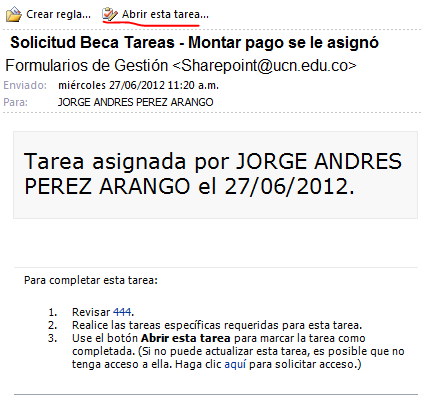 Crear regla... Abrir esta tarea...
Solicitud Beca Tareas - Montar pago se le asignó
Formularios de Gestión <Sharepoint@ucn.edu.co>
Enviado: miércoles 27/06/2012 11:20 a.m.
Para: JORGE ANDRES PEREZ ARANGO
Tarea asignada por JORGE ANDRES
PEREZ ARANGO el 27/06/2012.
Para completar esta tarea:
1. Revisar 444.
2. Realice las tareas específicas requeridas para esta tarea.
3. Use el botón Abrir esta tarea para marcar la tarea como
completada. (Si no puede actualizar esta tarea, es posible que no
tenga acceso a ella. Haga clic aquí para solicitar acceso.)